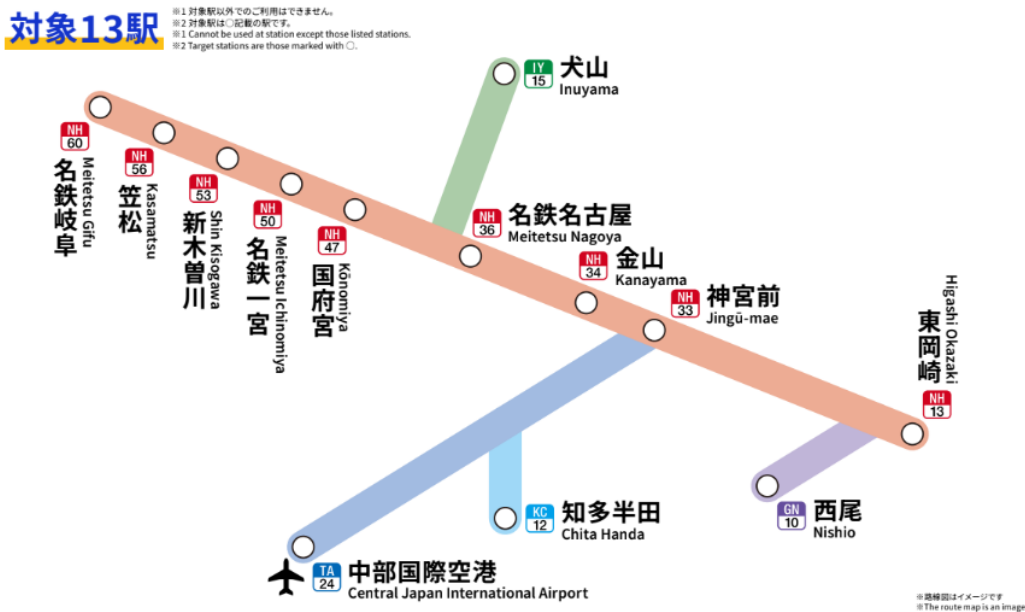 対象13駅
※1 対象駅以外でのご利用はできません。
※2 対象駅は○記載の駅です。
※1 Cannot be used at station except those listed stations.
※2 Target stations are those marked with ○.
IY
15
犬山
Inuyama
NH
60
名鉄岐阜
Meitetsu Gifu
NH
56
笠松
Kasamatsu
NH
53
新木曽川
Shin Kisogawa
NH
50
名鉄一宮
Meitetsu Ichinomiya
NH
47
国府宮
Kōnomiya
NH
36
名鉄名古屋
Meitetsu Nagoya
NH
34
金山
Kanayama
NH
33
神宮前
Jingū-mae
東岡崎
Higashi Okazaki
NH
13
GN
10
西尾
Nishio
KC
12
知多半田
Chita Handa
TA
24
中部国際空港
Central Japan International Airport
※路線図はイメージです
※The route map is an image